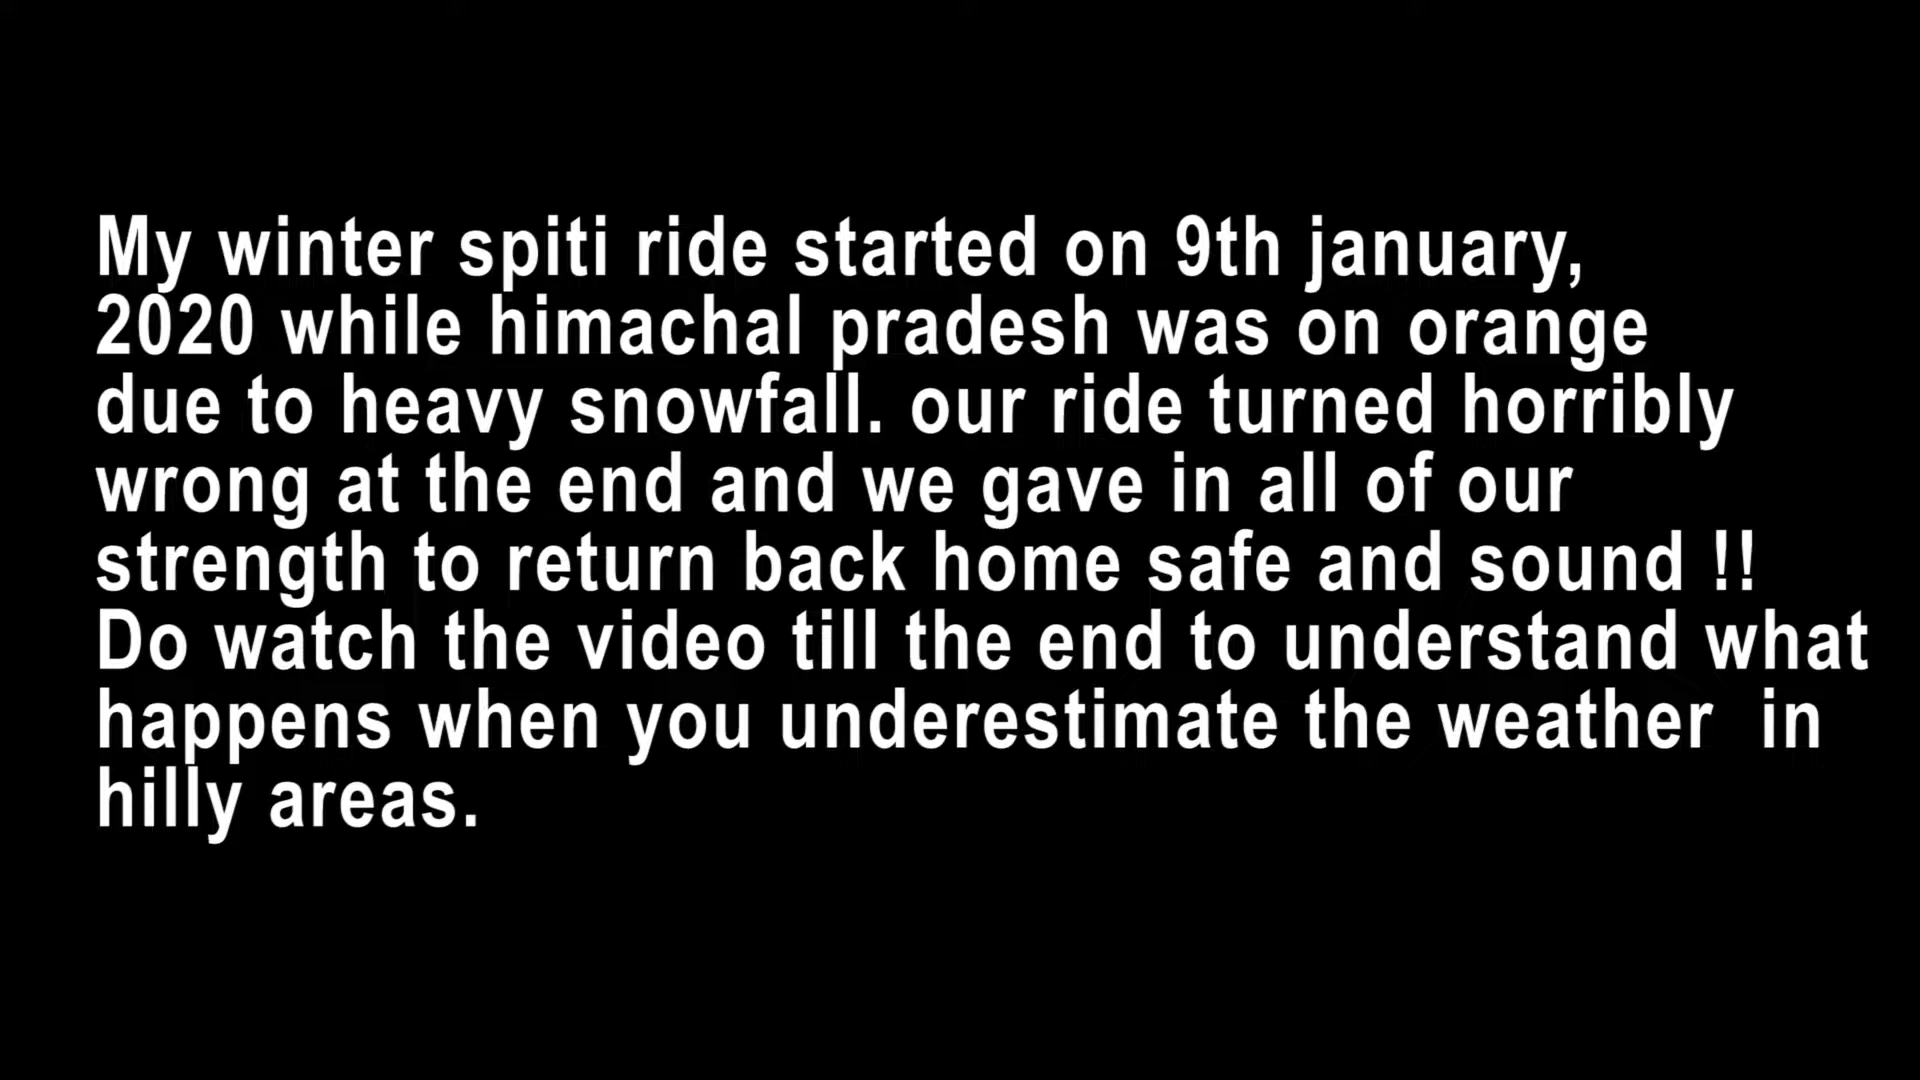 My winter spiti ride started on 9th january,
2020 while himachal pradesh was on orange
due to heavy snowfall. our ride turned horribly
wrong at the end and we gave in all of our
strength to return back home safe and sound !!
Do watch the video till the end to understand what
happens when you underestimate the weather  in
hilly areas.